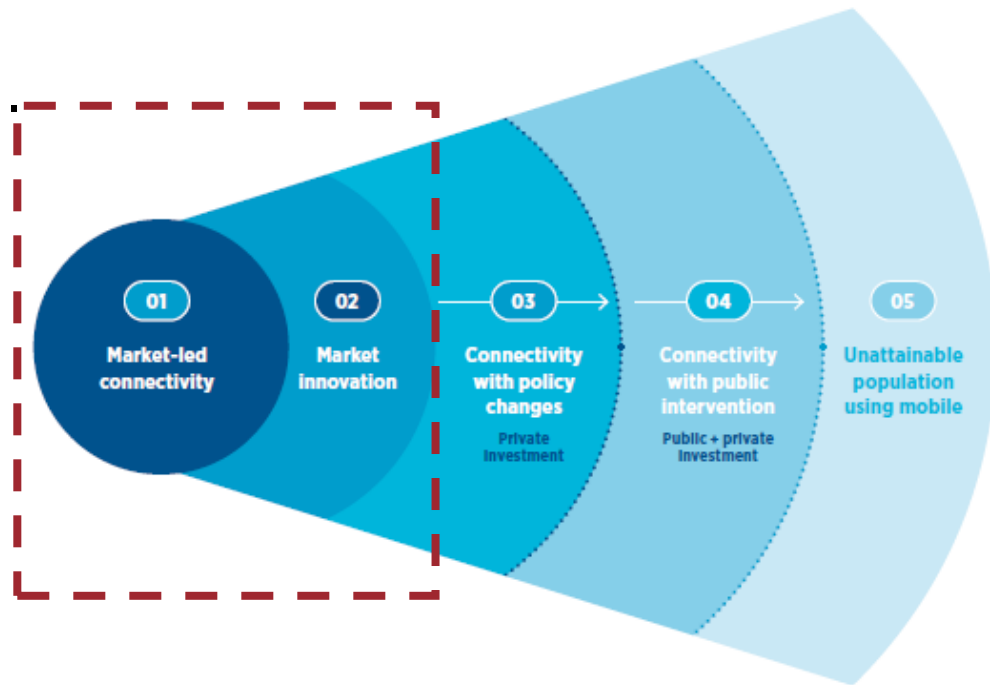 01
Market-led
connectivity
02
Market
innovation
03
Connectivity
with policy
changes
Private
Investment
04
Connectivity
with public
intervention
Public + private
Investment
05
Unattainable
population
using mobile